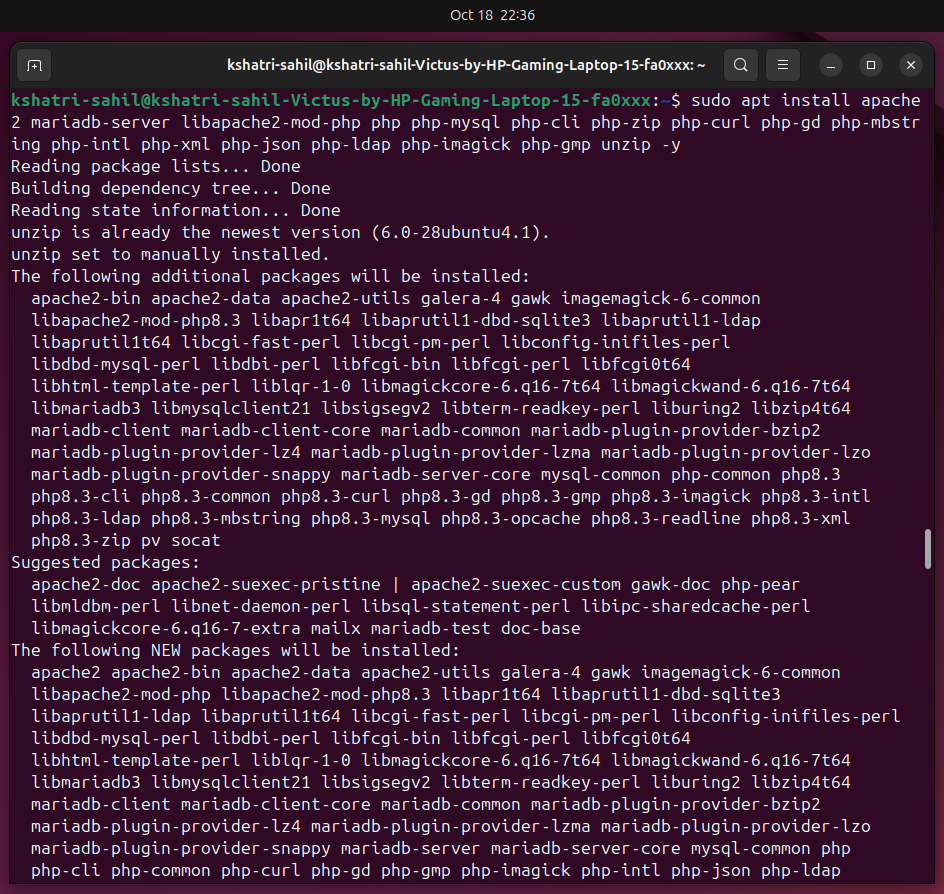 Oct 18 22:36
kshatri-sahil@kshatri-sahil-Victus-by-HP-Gaming-Laptop-15-fa0xxx: ~
kshatri-sahil@kshatri-sahil-Victus-by-HP-Gaming-Laptop-15-fa0xxx:~$ sudo apt install apache
2 mariadb-server libapache2-mod-php php php-mysql php-cli php-zip php-curl php-gd php-mbstr
ing php-intl php-xml php-json php-ldap php-imagick php-gmp unzip -y
Reading package lists... Done
Building dependency tree... Done
Reading state information... Done
unzip is already the newest version (6.0-28ubuntu4.1).
unzip set to manually installed.
The following additional packages will be installed:
  apache2-bin apache2-data apache2-utils galera-4 gawk imagemagick-6-common
  libapache2-mod-php8.3 libapr1t64 libaprutil1-dbd-sqlite3 libaprutil1-ldap
  libaprutil1t64 libcgi-fast-perl libcgi-pm-perl libconfig-inifiles-perl
  libdbd-mysql-perl libdbi-perl libfcgi-bin libfcgi-perl libfcgi0t64
  libhtml-template-perl liblqr-1-0 libmagickcore-6.q16-7t64 libmagickwand-6.q16-7t64
  libmariadb3 libmysqlclient21 libsigsegv2 libterm-readkey-perl liburing2 libzip4t64
  mariadb-client mariadb-client-core mariadb-common mariadb-plugin-provider-bzip2
  mariadb-plugin-provider-lz4 mariadb-plugin-provider-lzma mariadb-plugin-provider-lzo
  mariadb-plugin-provider-snappy mariadb-server-core mysql-common php-common php8.3
  php8.3-cli php8.3-common php8.3-curl php8.3-gd php8.3-gmp php8.3-imagick php8.3-intl
  php8.3-ldap php8.3-mbstring php8.3-mysql php8.3-opcache php8.3-readline php8.3-xml
  php8.3-zip pv socat
Suggested packages:
  apache2-doc apache2-suexec-pristine | apache2-suexec-custom gawk-doc php-pear
  libmldbm-perl libnet-daemon-perl libsql-statement-perl libipc-sharedcache-perl
  libmagickcore-6.q16-7-extra mailx mariadb-test doc-base
The following NEW packages will be installed:
  apache2 apache2-bin apache2-data apache2-utils galera-4 gawk imagemagick-6-common
  libapache2-mod-php libapache2-mod-php8.3 libapr1t64 libaprutil1-dbd-sqlite3
  libaprutil1-ldap libaprutil1t64 libcgi-fast-perl libcgi-pm-perl libconfig-inifiles-perl
  libdbd-mysql-perl libdbi-perl libfcgi-bin libfcgi-perl libfcgi0t64
  libhtml-template-perl liblqr-1-0 libmagickcore-6.q16-7t64 libmagickwand-6.q16-7t64
  libmariadb3 libmysqlclient21 libsigsegv2 libterm-readkey-perl liburing2 libzip4t64
  mariadb-client mariadb-client-core mariadb-common mariadb-plugin-provider-bzip2
  mariadb-plugin-provider-lz4 mariadb-plugin-provider-lzma mariadb-plugin-provider-lzo
  mariadb-plugin-provider-snappy mariadb-server mariadb-server-core mysql-common php
  php-cli php-common php-curl php-gd php-gmp php-imagick php-intl php-json php-ldap